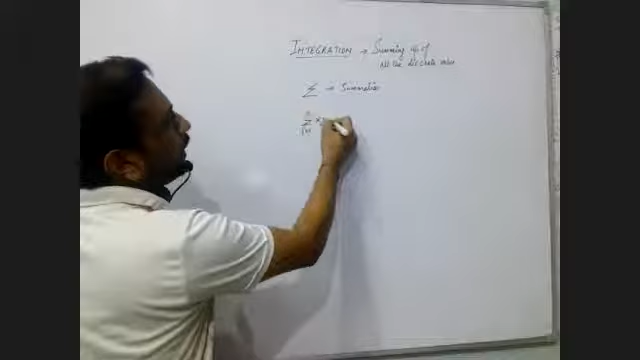 INTEGRATION → Summing up of
all the discrete value
Σ → Summation
Σ x